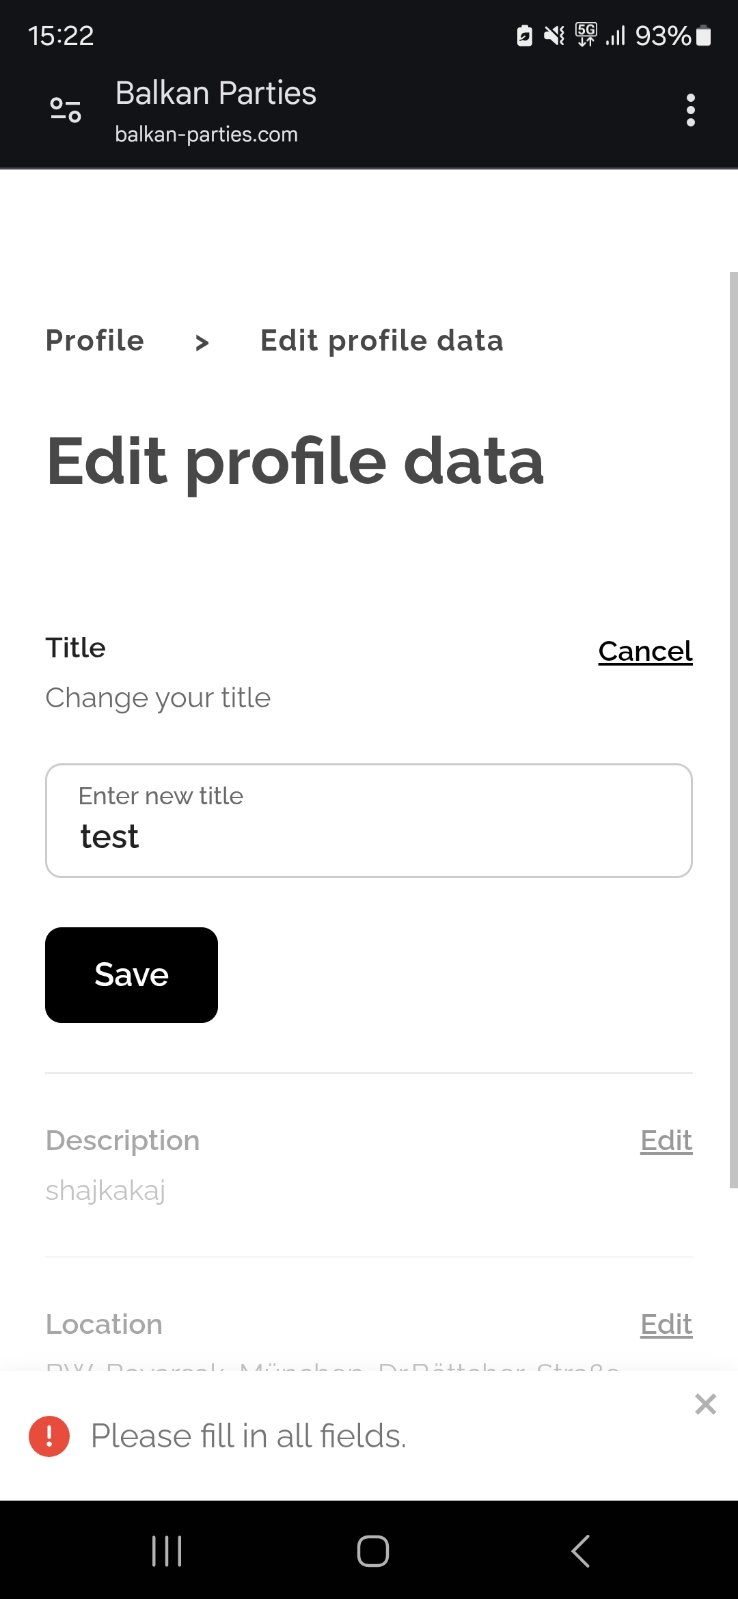 15:22
5G
93%
Balkan Parties
balkan-parties.com
Profile > Edit profile data
Edit profile data
Title
Cancel
Change your title
Enter new title
test
Save
Description
Edit
shajkakaj
Location
Edit
Please fill in all fields.